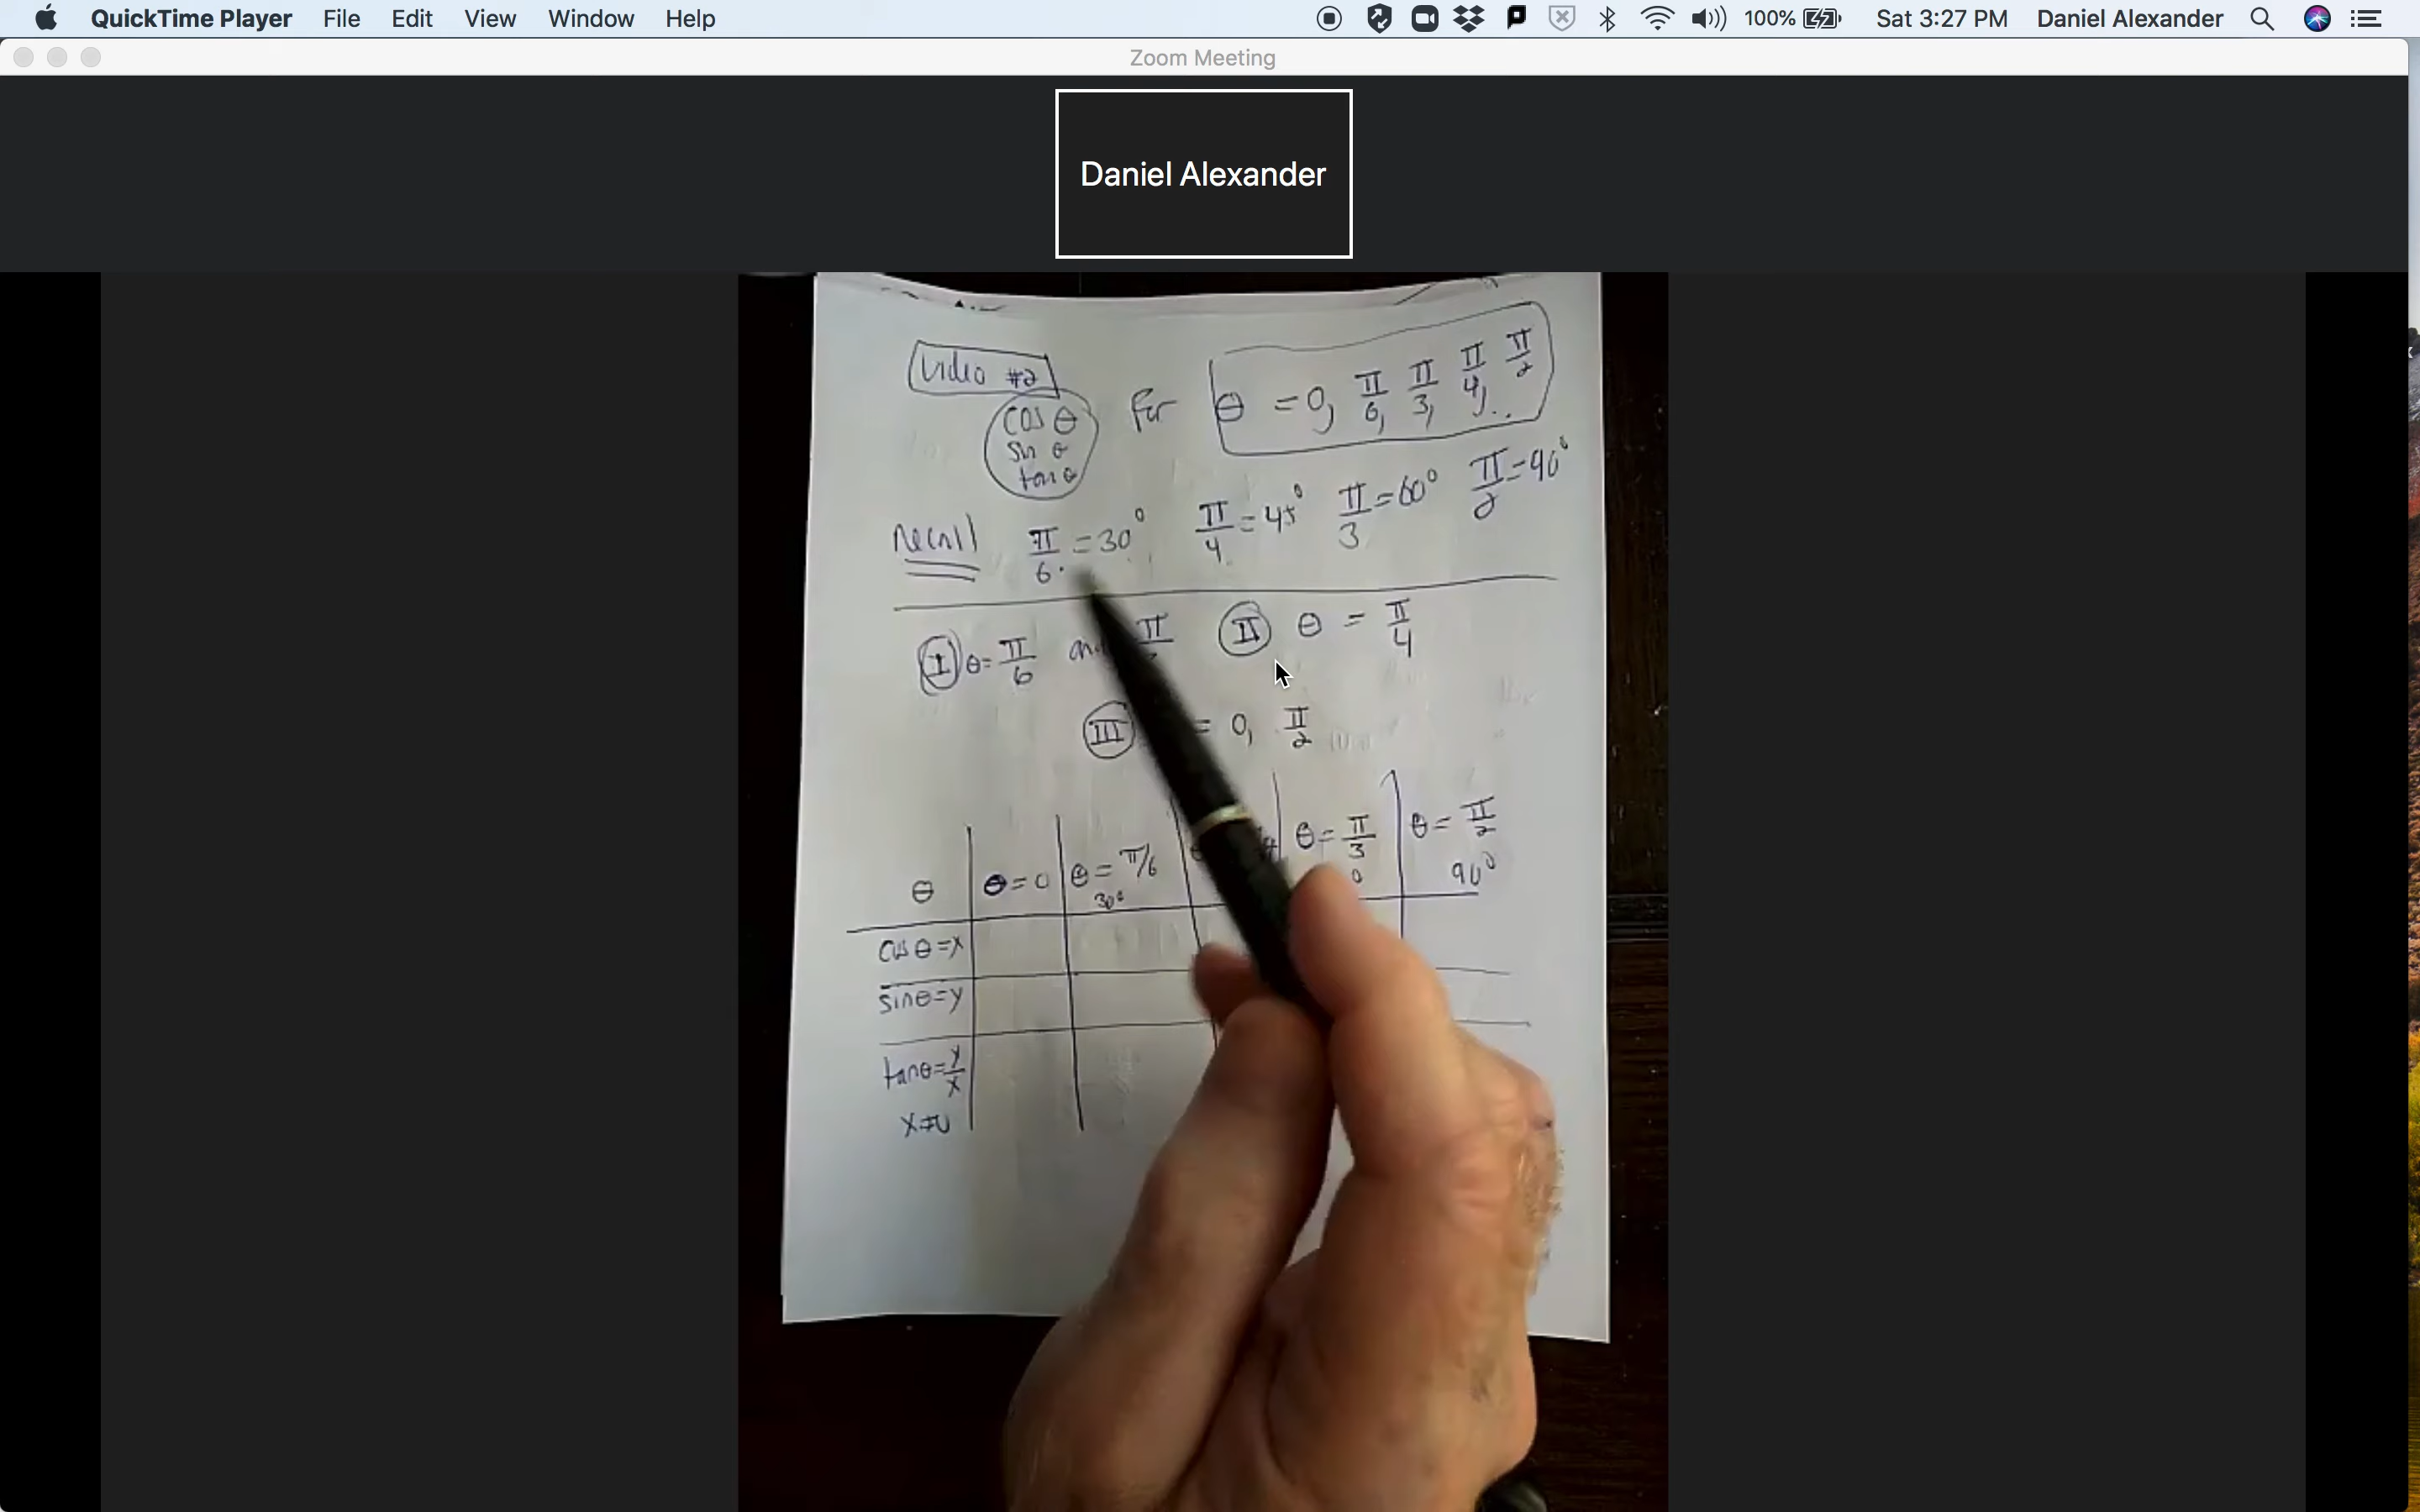 QuickTime Player File Edit View Window Help 100% Sat 3:27 PM Daniel Alexander
Zoom Meeting
Daniel Alexander
Video #2
cos θ
sin θ
tan θ
For θ = 0, π/6, π/3, π/4, π/2
Recall π/6 = 30° π/4 = 45° π/3 = 60° π/2 = 90°
I θ = π/6 π II θ = π/4
III = 0, π/2
θ θ = 0 θ = π/6 θ = π/3 θ = π/2
30° 90°
cos θ = x
sin θ = y
tan θ = y/x
x ≠ 0